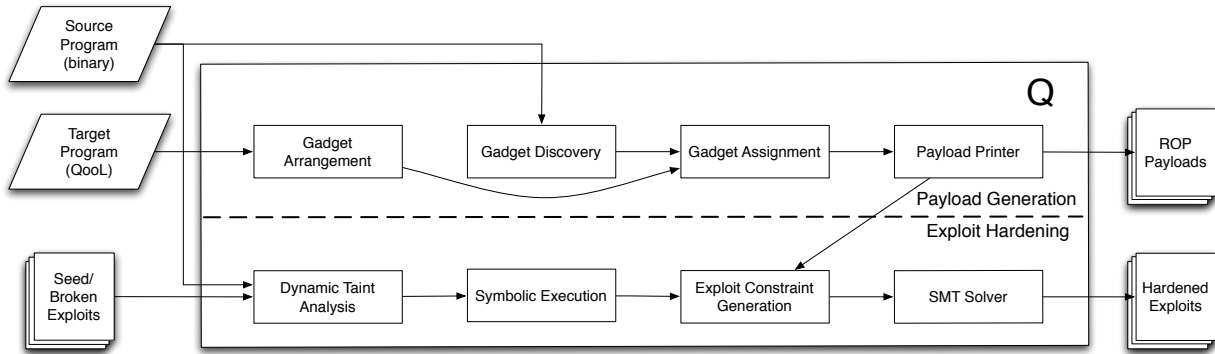 Source
Program
(binary)
Q
Target
Program
(QooL)
Gadget
Arrangement
Gadget Discovery
Gadget Assignment
Payload Printer
ROP
Payloads
Payload Generation
Exploit Hardening
Seed/
Broken
Exploits
Dynamic Taint
Analysis
Symbolic Execution
Exploit Constraint
Generation
SMT Solver
Hardened
Exploits